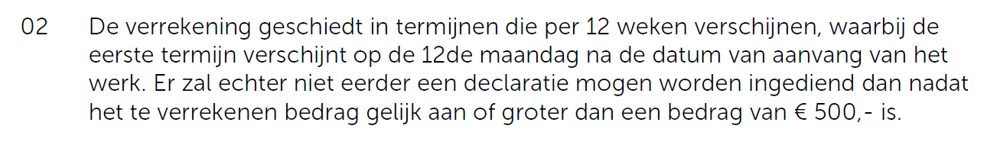 02 De verrekening geschiedt in termijnen die per 12 weken verschijnen, waarbij de
eerste termijn verschijnt op de 12de maandag na de datum van aanvang van het
werk. Er zal echter niet eerder een declaratie mogen worden ingediend dan nadat
het te verrekenen bedrag gelijk aan of groter dan een bedrag van € 500,- is.